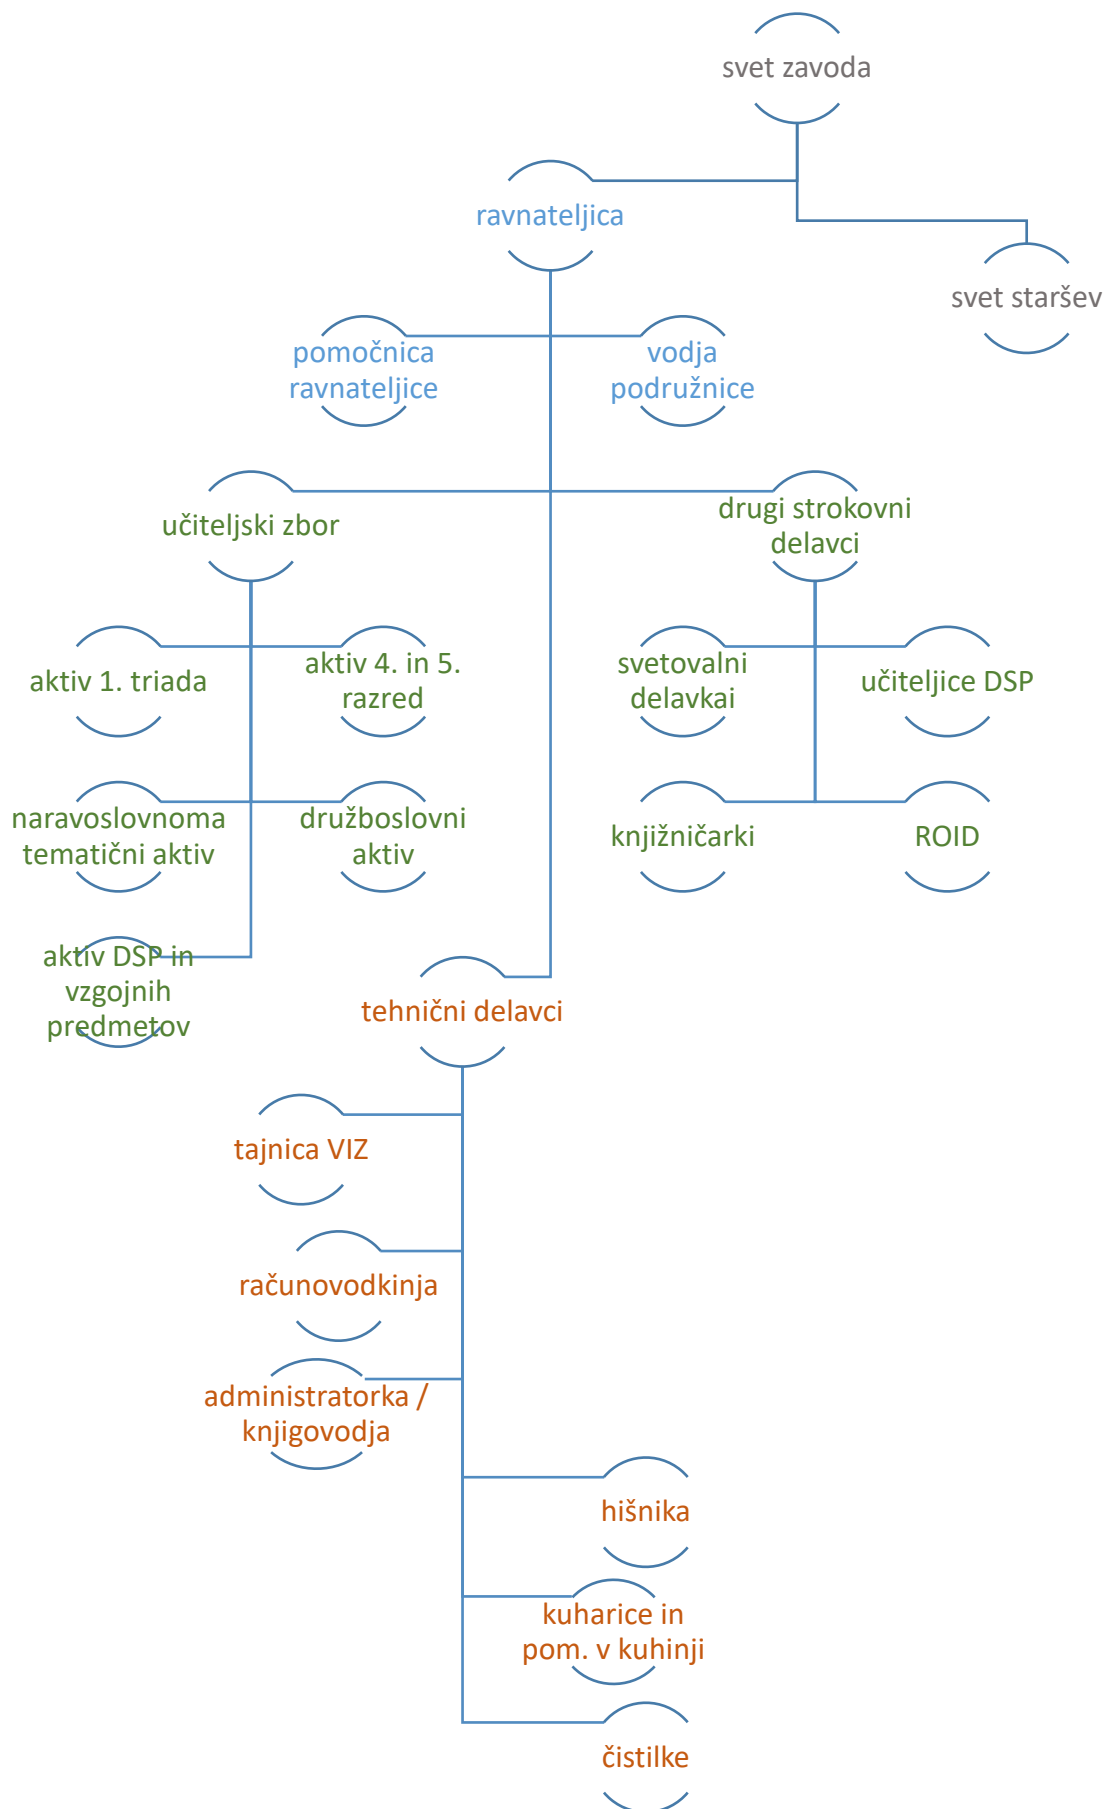 svet zavoda
ravnateljica
svet staršev
pomočnica
ravnateljice
vodja
podružnice
učiteljski zbor
drugi strokovni
delavci
aktiv 1. triada
aktiv 4. in 5.
razred
svetovalni
delavkai
učiteljice DSP
naravoslovnoma
tematični aktiv
družboslovni
aktiv
knjižničarki
ROID
aktiv DSP in
vzgojnih
predmetov
tehnični delavci
tajnica VIZ
računovodkinja
administratorka /
knjigovodja
hišnika
kuharice in
pom. v kuhinji
čistilke